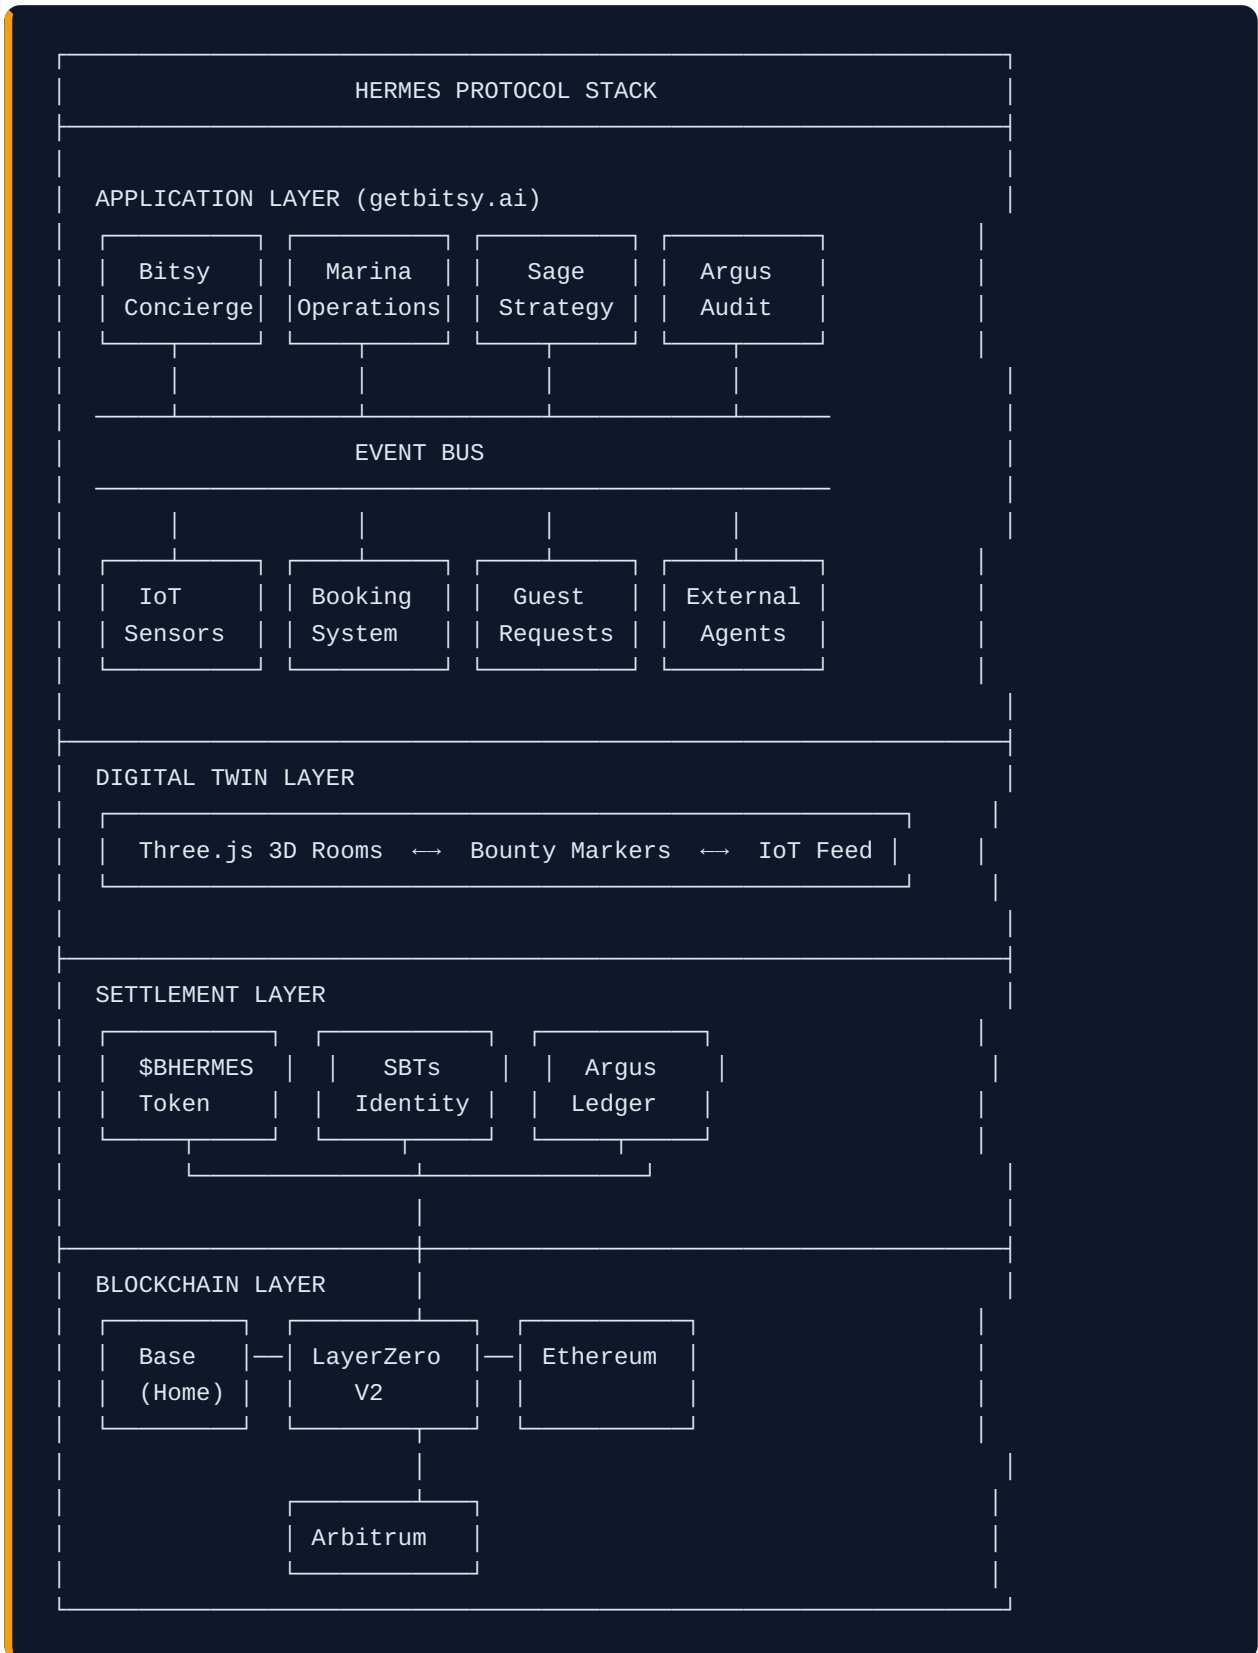 HERMES PROTOCOL STACK
APPLICATION LAYER (getbitsy.ai)
Bitsy Marina Sage Argus
Concierge Operations Strategy Audit
EVENT BUS
IoT Booking Guest External
Sensors System Requests Agents
DIGITAL TWIN LAYER
Three.js 3D Rooms ←→ Bounty Markers ←→ IoT Feed
SETTLEMENT LAYER
$BHERMES SBTs Argus
Token Identity Ledger
BLOCKCHAIN LAYER
Base LayerZero Ethereum
(Home) V2
Arbitrum